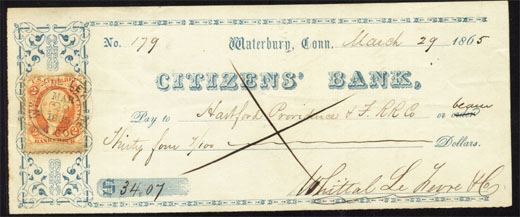 No. 179 Waterbury, Conn. March 29 1865
CITIZENS' BANK,
Pay to Hartford Providence & F. RR Co or bearer
Thirty four 7/100 Dollars.
$ 34.07
Whittal Le Fevre & Co